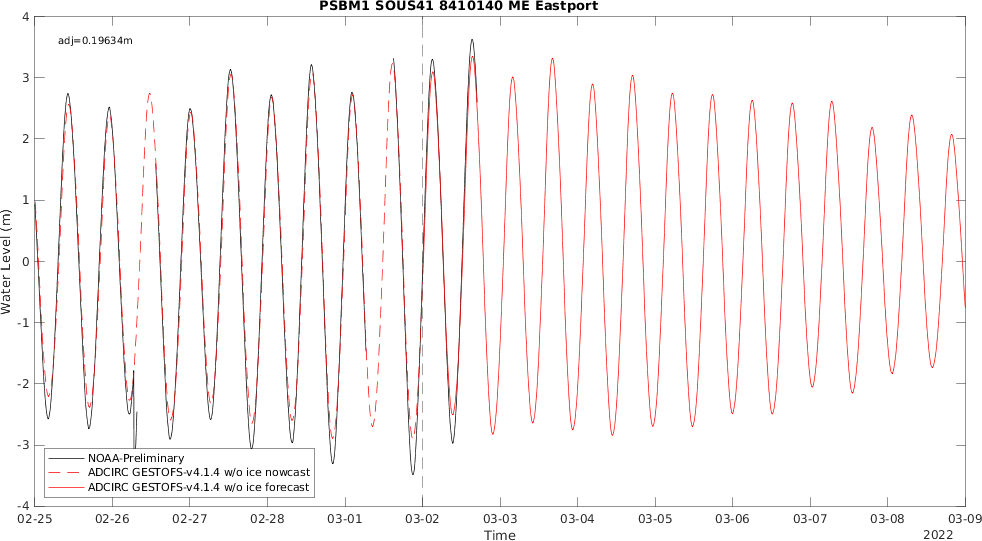 PSBM1 SOUS41 8410140 ME Eastport
adj=0.19634m
4
3
2
1
0
-1
-2
-3
-4
Water Level (m)
NOAA-Preliminary
ADCIRC GESTOFS-v4.1.4 w/o ice nowcast
ADCIRC GESTOFS-v4.1.4 w/o ice forecast
02-25 02-26 02-27 02-28 03-01 03-02 03-03 03-04 03-05 03-06 03-07 03-08 03-09
Time
2022